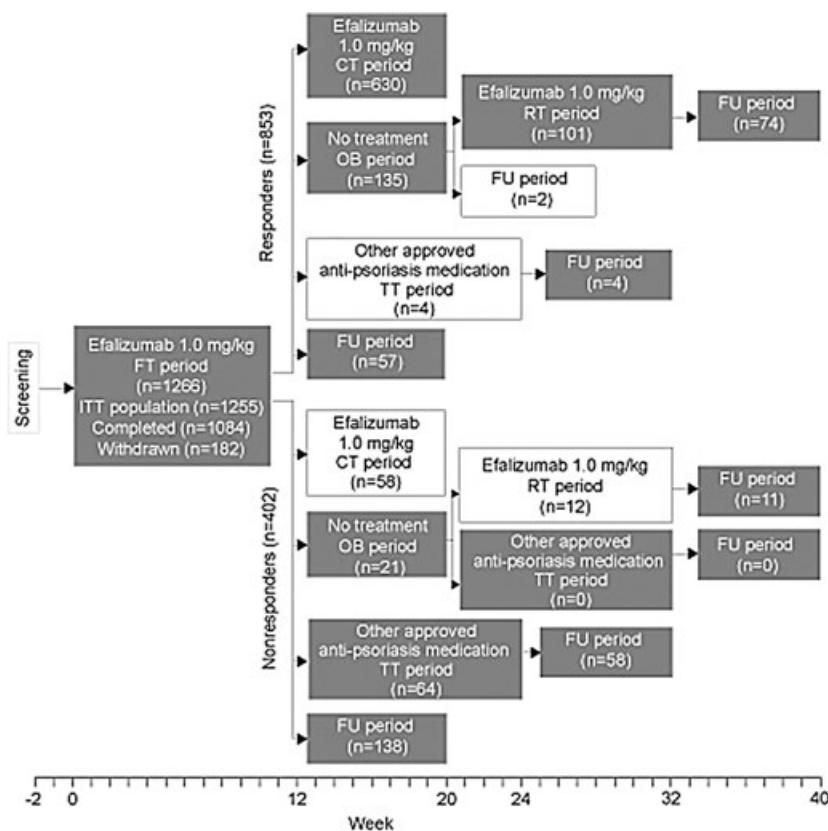 Screening
Efalizumab 1.0 mg/kg
FT period
(n=1266)
ITT population (n=1255)
Completed (n=1084)
Withdrawn (n=182)
Responders (n=853)
Efalizumab
1.0 mg/kg
CT period
(n=630)
No treatment
OB period
(n=135)
Efalizumab 1.0 mg/kg
RT period
(n=101)
FU period
(n=74)
FU period
(n=2)
Other approved
anti-psoriasis medication
TT period
(n=4)
FU period
(n=4)
FU period
(n=57)
Nonresponders (n=402)
Efalizumab
1.0 mg/kg
CT period
(n=58)
No treatment
OB period
(n=21)
Efalizumab 1.0 mg/kg
RT period
(n=12)
FU period
(n=11)
Other approved
anti-psoriasis medication
TT period
(n=0)
FU period
(n=0)
Other approved
anti-psoriasis medication
TT period
(n=64)
FU period
(n=58)
FU period
(n=138)
-2 0 12 20 24 32 40
Week